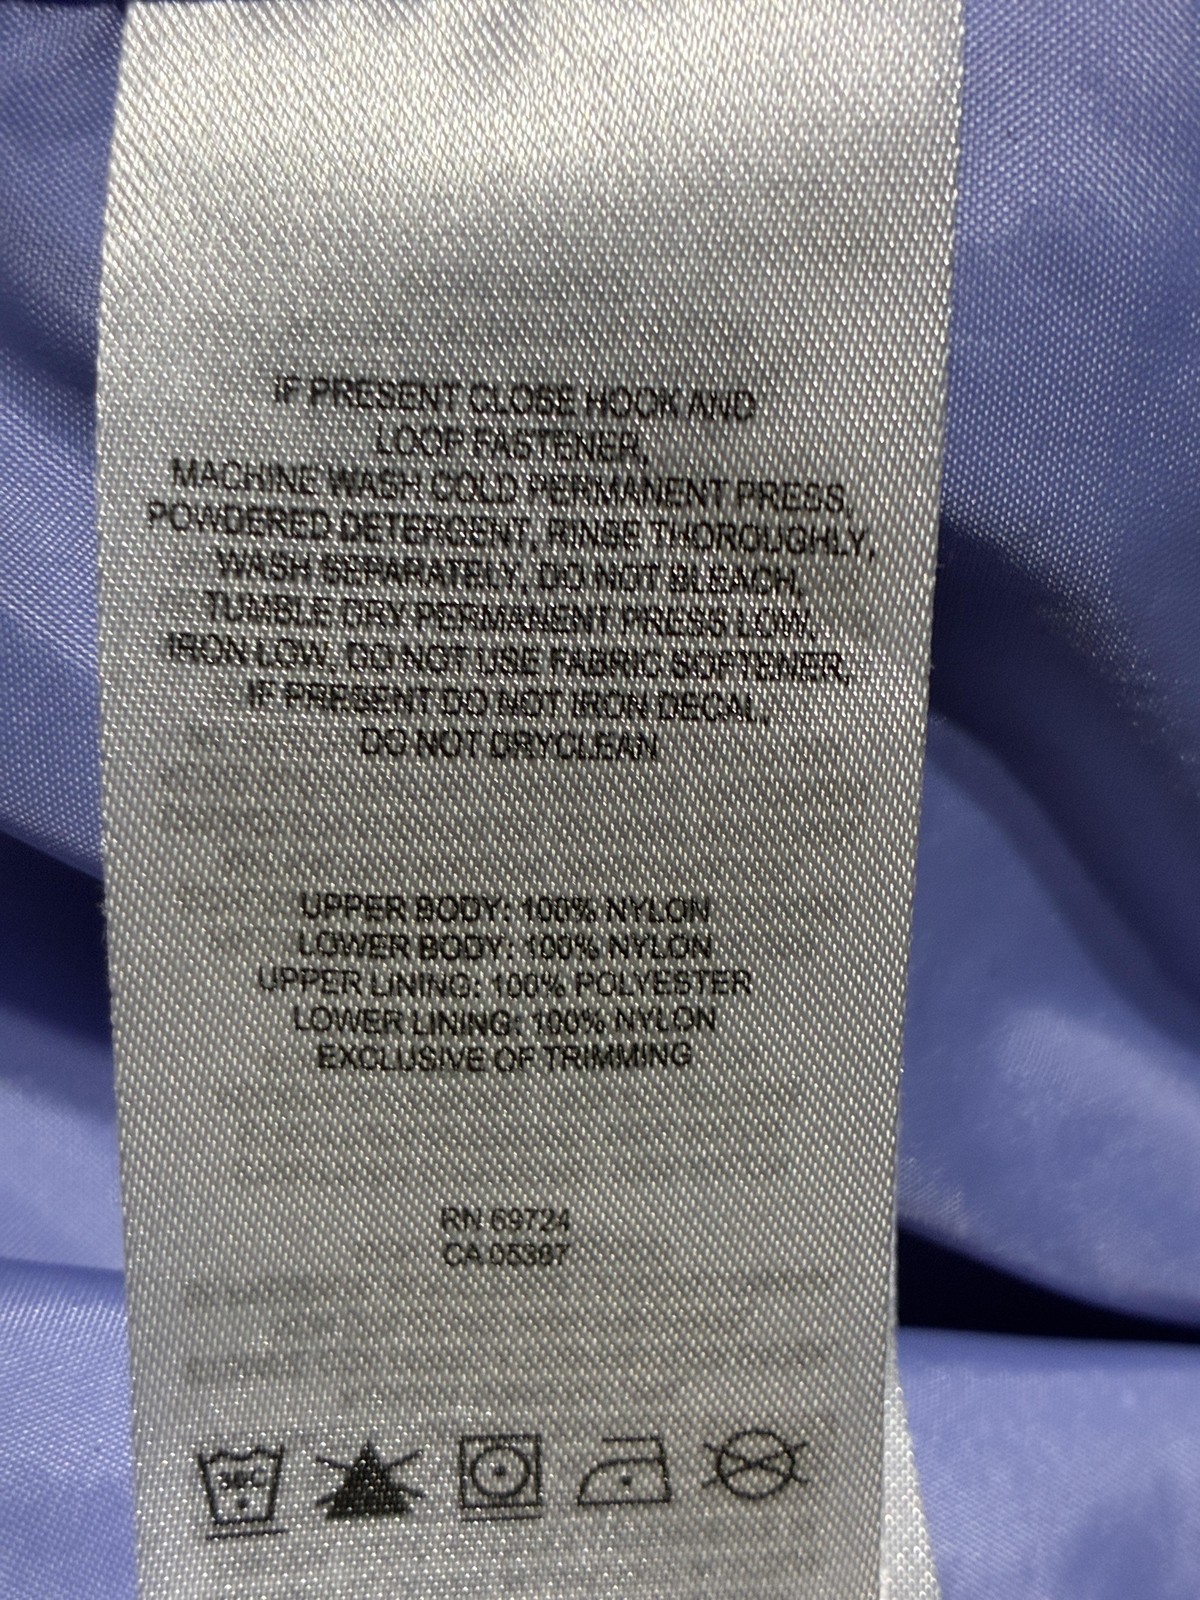 IF PRESENT CLOSE HOOK AND
LOOP FASTENER,
MACHINE WASH COLD PERMANENT PRESS,
POWDERED DETERGENT, RINSE THOROUGHLY,
WASH SEPARATELY, DO NOT BLEACH,
TUMBLE DRY PERMANENT PRESS LOW,
IRON LOW, DO NOT USE FABRIC SOFTENER,
IF PRESENT DO NOT IRON DECAL,
DO NOT DRYCLEAN
UPPER BODY: 100% NYLON
LOWER BODY: 100% NYLON
UPPER LINING: 100% POLYESTER
LOWER LINING: 100% NYLON
EXCLUSIVE OF TRIMMING
RN 69724
CA 05367
30C